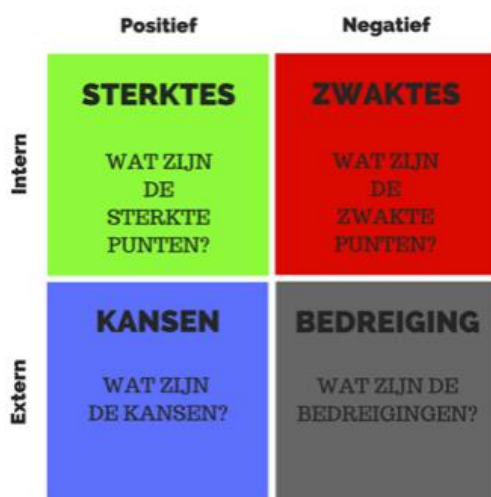 Positief
Negatief
Intern
STERKTES
WAT ZIJN
DE
STERKTE
PUNTEN?
ZWAKTES
WAT ZIJN
DE
ZWAKTE
PUNTEN?
Extern
KANSEN
WAT ZIJN
DE KANSEN?
BEDREIGING
WAT ZIJN DE
BEDREIGINGEN?